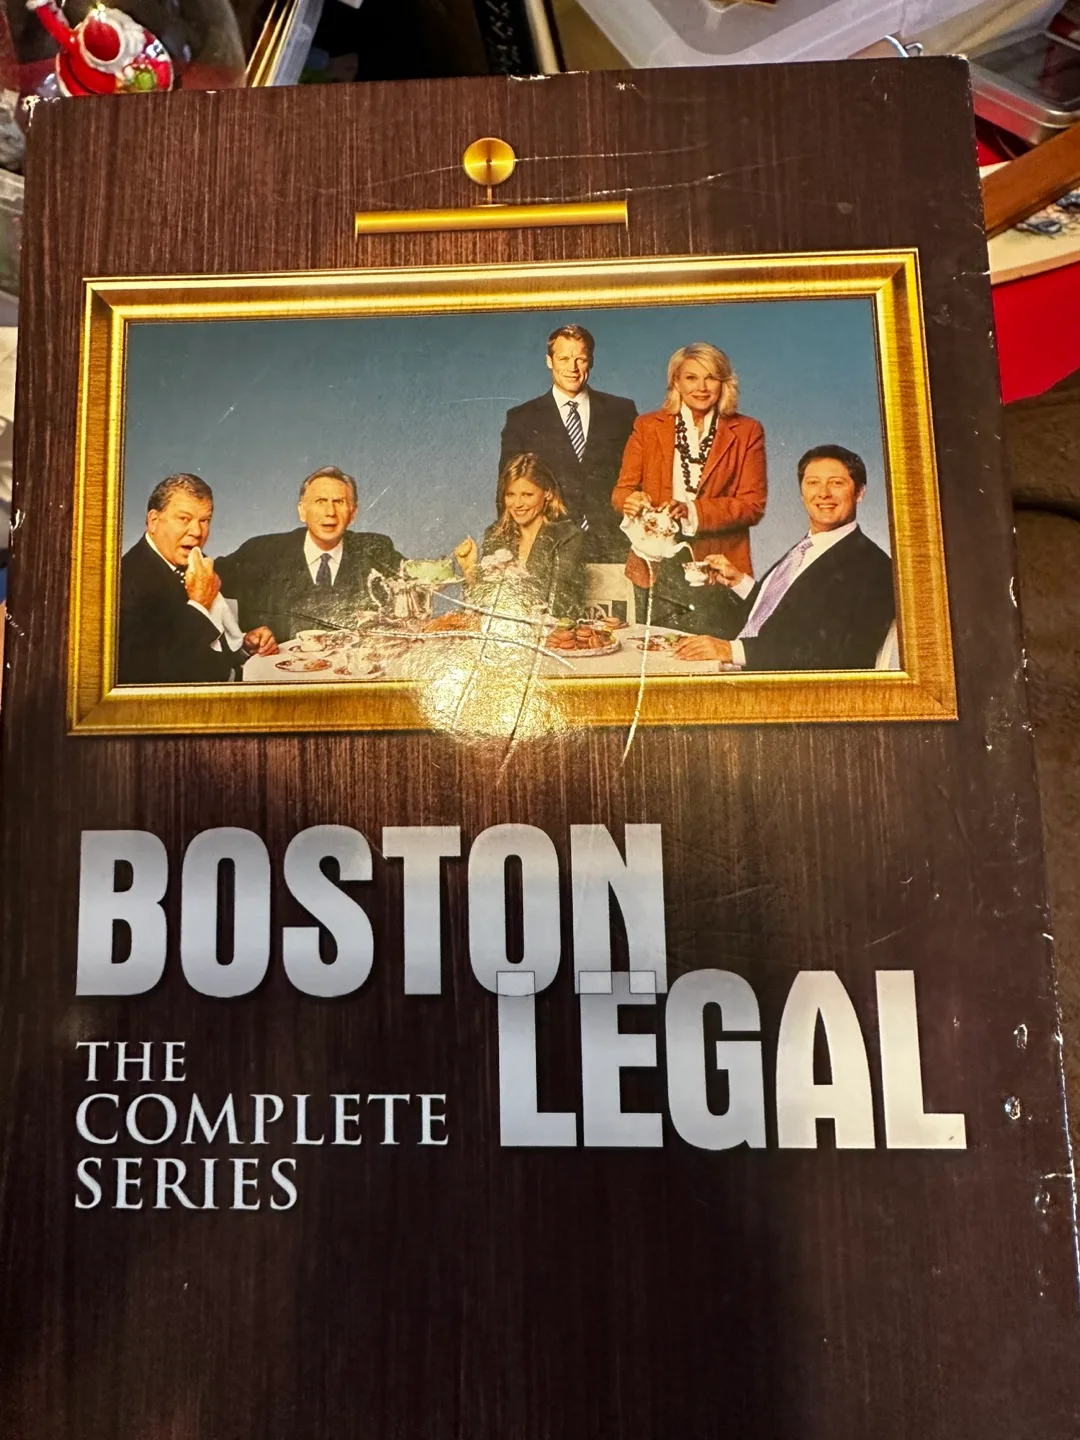 BOSTON
LEGAL
THE
COMPLETE
SERIES